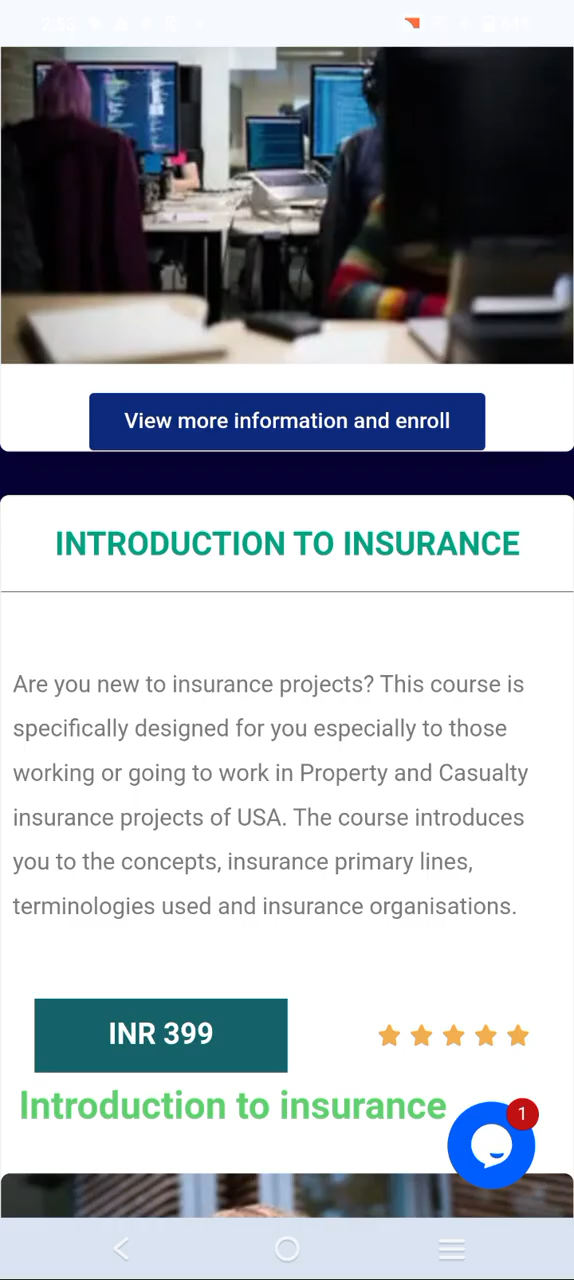 2:53
View more information and enroll
INTRODUCTION TO INSURANCE
Are you new to insurance projects? This course is
specifically designed for you especially to those
working or going to work in Property and Casualty
insurance projects of USA. The course introduces
you to the concepts, insurance primary lines,
terminologies used and insurance organisations.
INR 399
Introduction to insurance
1